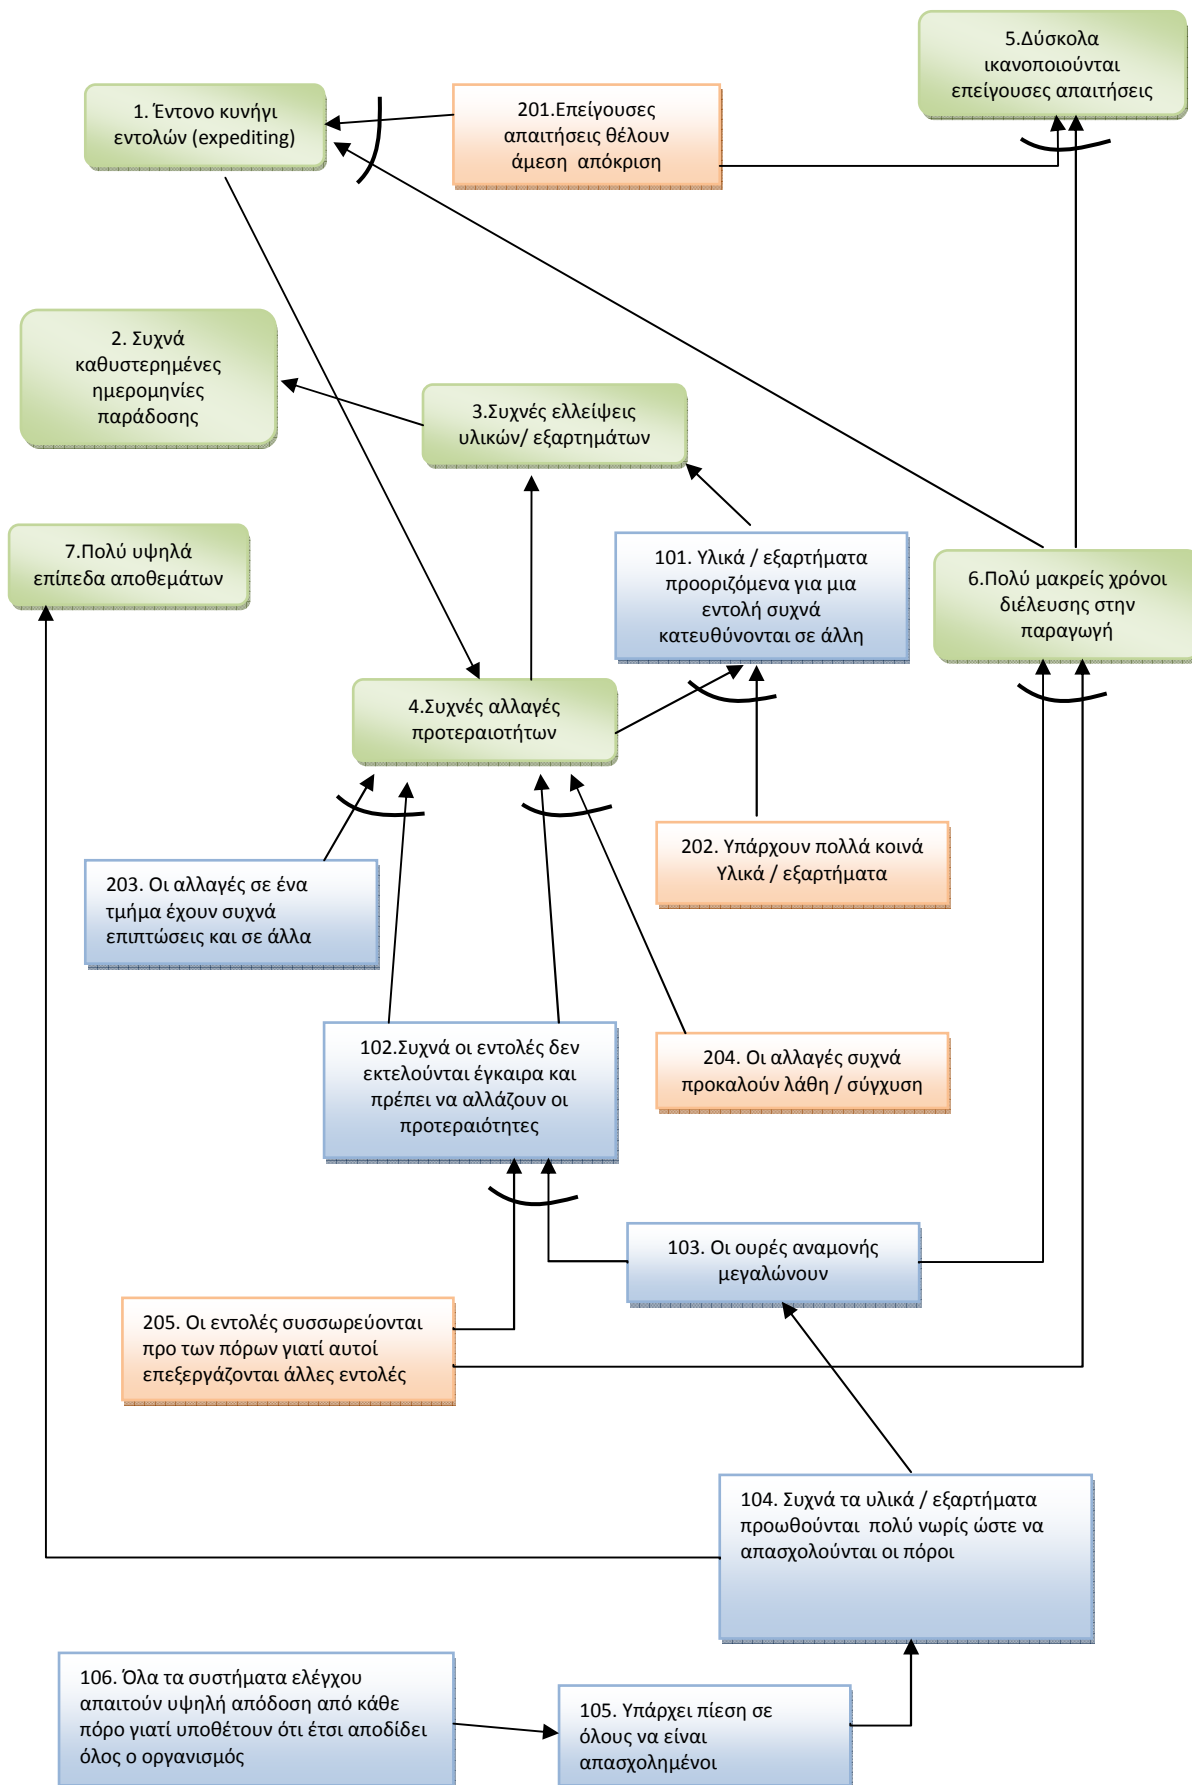 5.Δύσκολα
ικανοποιούνται
επείγουσες απαιτήσεις
1. Έντονο κυνήγι
εντολών (expediting)
201.Επείγουσες
απαιτήσεις θέλουν
άμεση απόκριση
2. Συχνά
καθυστερημένες
ημερομηνίες
παράδοσης
3.Συχνές ελλείψεις
υλικών/ εξαρτημάτων
7.Πολύ υψηλά
επίπεδα αποθεμάτων
101. Υλικά / εξαρτήματα
προοριζόμενα για μια
εντολή συχνά
κατευθύνονται σε άλλη
6.Πολύ μακρείς χρόνοι
διέλευσης στην
παραγωγή
4.Συχνές αλλαγές
προτεραιοτήτων
202. Υπάρχουν πολλά κοινά
Υλικά / εξαρτήματα
203. Οι αλλαγές σε ένα
τμήμα έχουν συχνά
επιπτώσεις και σε άλλα
102.Συχνά οι εντολές δεν
εκτελούνται έγκαιρα και
πρέπει να αλλάζουν οι
προτεραιότητες
204. Οι αλλαγές συχνά
προκαλούν λάθη / σύγχυση
103. Οι ουρές αναμονής
μεγαλώνουν
205. Οι εντολές συσσωρεύονται
προ των πόρων γιατί αυτοί
επεξεργάζονται άλλες εντολές
104. Συχνά τα υλικά / εξαρτήματα
προωθούνται πολύ νωρίς ώστε να
απασχολούνται οι πόροι
106. Όλα τα συστήματα ελέγχου
απαιτούν υψηλή απόδοση από κάθε
πόρο γιατί υποθέτουν ότι έτσι αποδίδει
όλος ο οργανισμός
105. Υπάρχει πίεση σε
όλους να είναι
απασχολημένοι